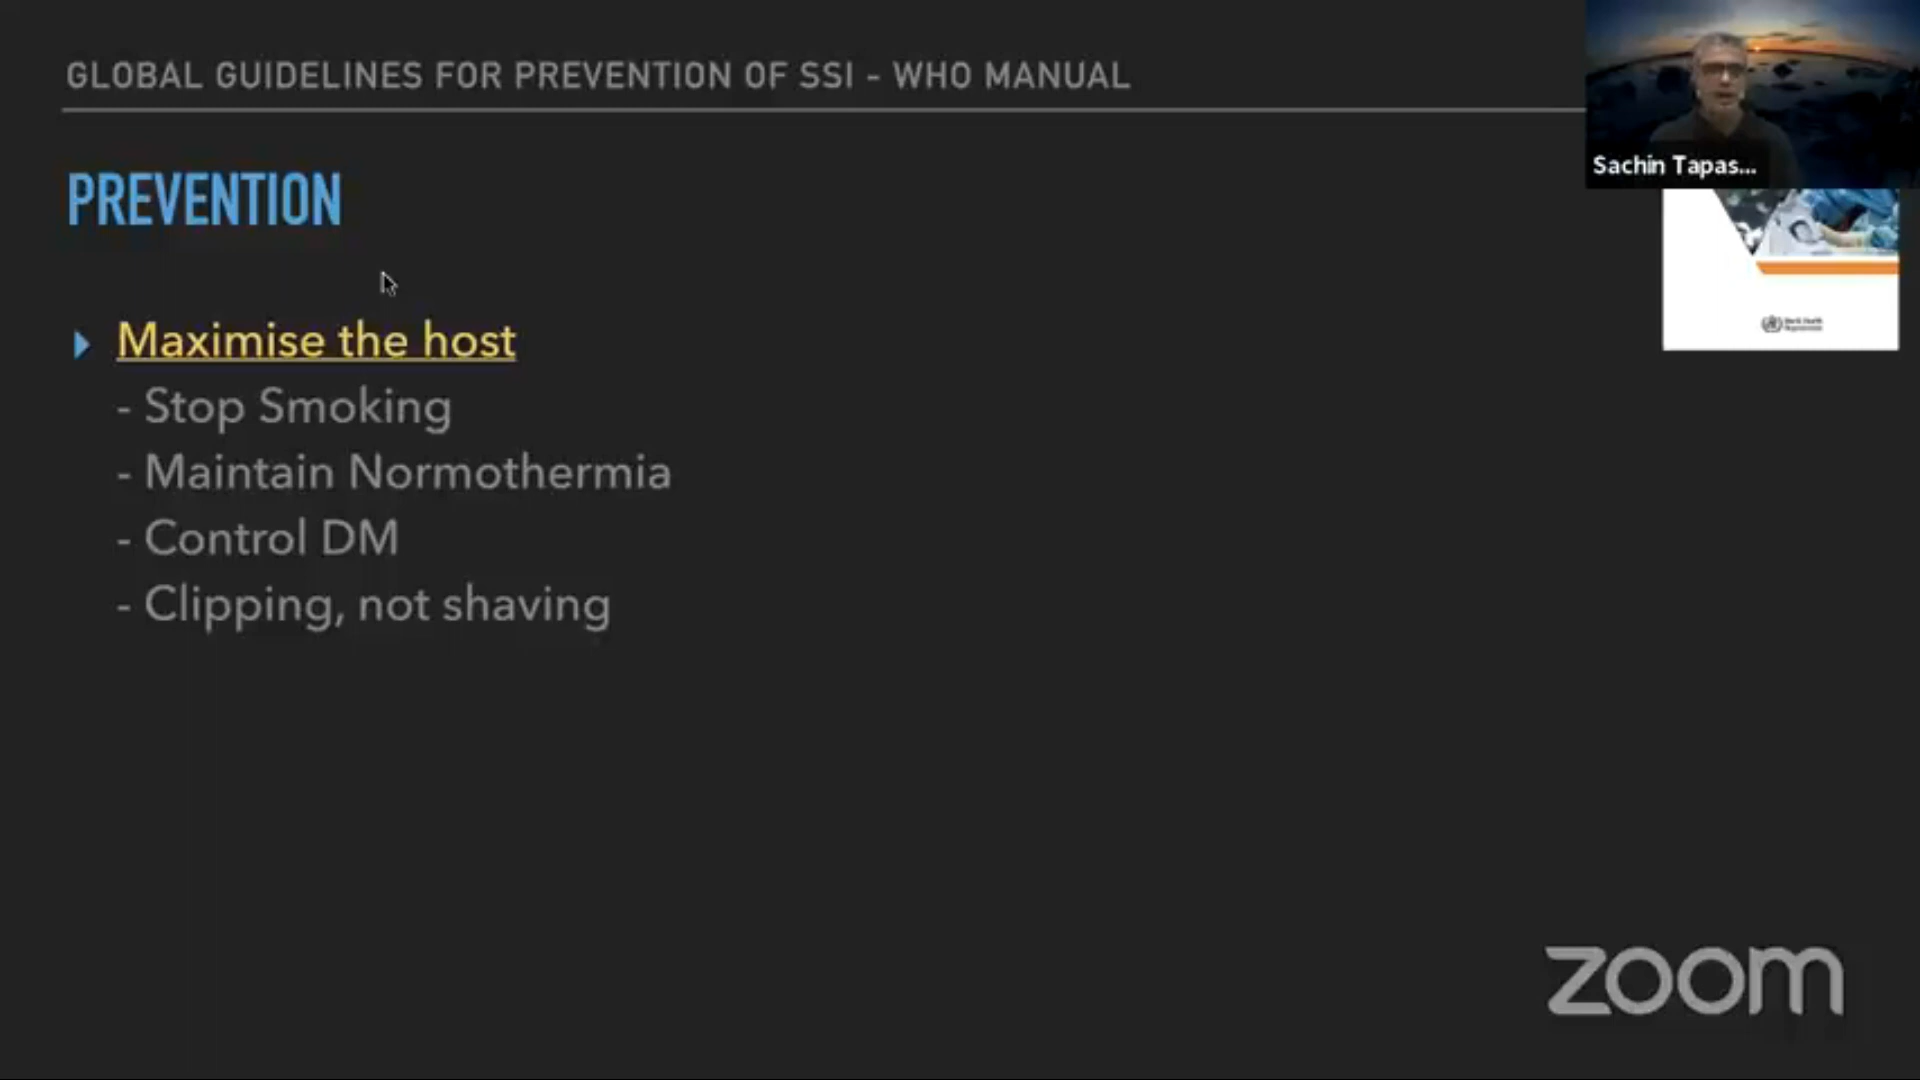 GLOBAL GUIDELINES FOR PREVENTION OF SSI - WHO MANUAL
Sachin Tapas...
PREVENTION
Maximise the host
- Stop Smoking
- Maintain Normothermia
- Control DM
- Clipping, not shaving
zoom